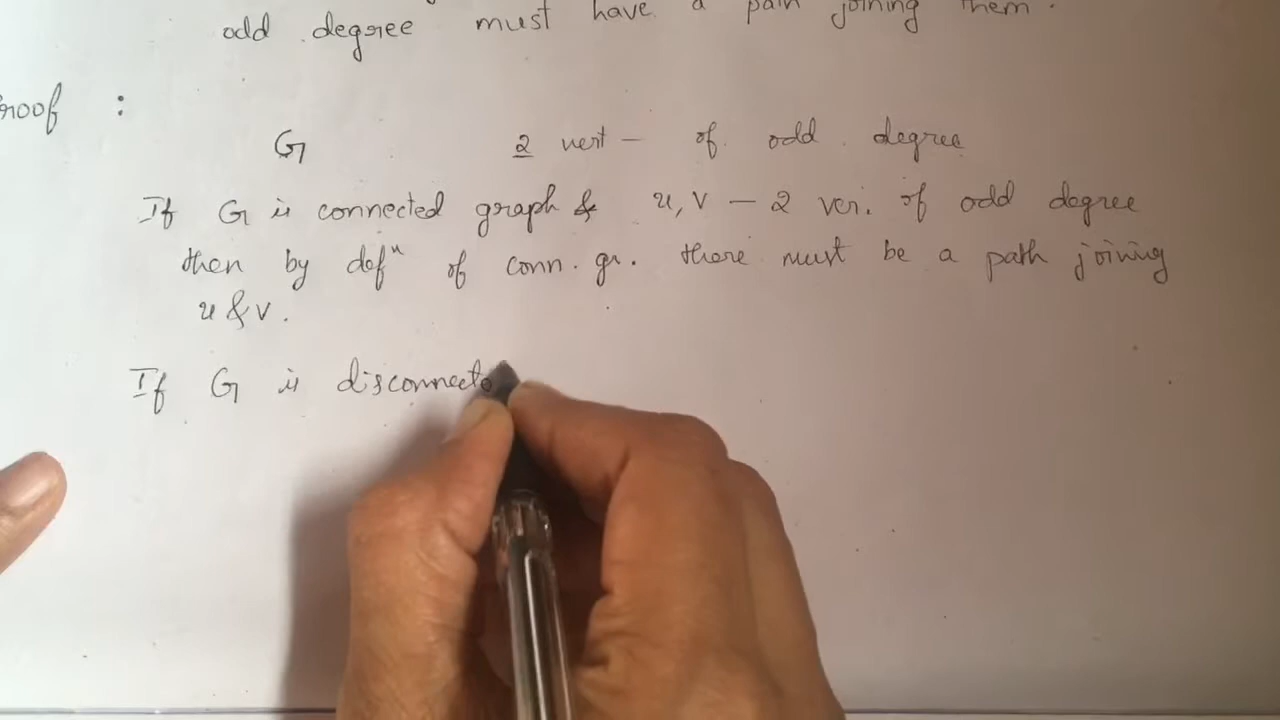 odd degree must have a path joining them.
roof :
G 2 vert - of odd degree
If G is connected graph & u, v - 2 ver. of odd degree
then by defⁿ of conn. gr. there must be a path joining
u & v.
If G is disconnecte